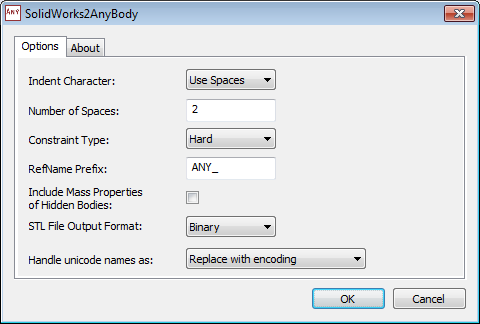 ANY SolidWorks2AnyBody
Options About
Indent Character: Use Spaces
Number of Spaces: 2
Constraint Type: Hard
RefName Prefix: ANY_
Include Mass Properties
of Hidden Bodies:
STL File Output Format: Binary
Handle unicode names as: Replace with encoding
OK Cancel